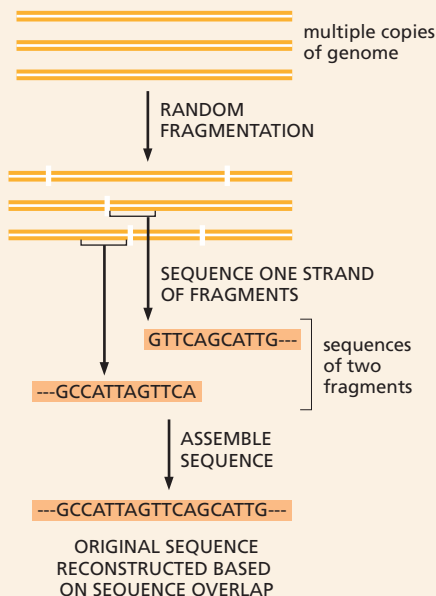 multiple copies
of genome
RANDOM
FRAGMENTATION
SEQUENCE ONE STRAND
OF FRAGMENTS
GTTCAGCATTG---
sequences
of two
fragments
---GCCATTAGTTCA
ASSEMBLE
SEQUENCE
---GCCATTAGTTCAGCATTG---
ORIGINAL SEQUENCE
RECONSTRUCTED BASED
ON SEQUENCE OVERLAP